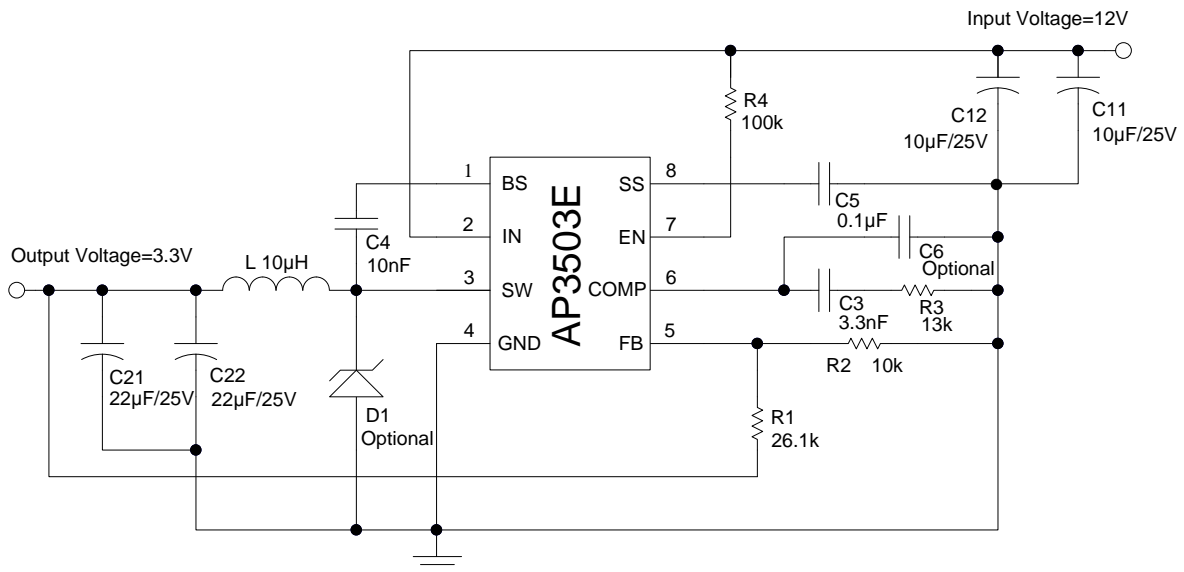 Input Voltage=12V
R4
100k
C12
10µF/25V
C11
10µF/25V
1
BS
2
IN
3
SW
4
GND
AP3503E
SS
8
EN
7
COMP
6
FB
5
C5
0.1µF
C6
Optional
C3
3.3nF
R3
13k
R2
10k
R1
26.1k
C4
10nF
Output Voltage=3.3V
L 10µH
C21
22µF/25V
C22
22µF/25V
D1
Optional